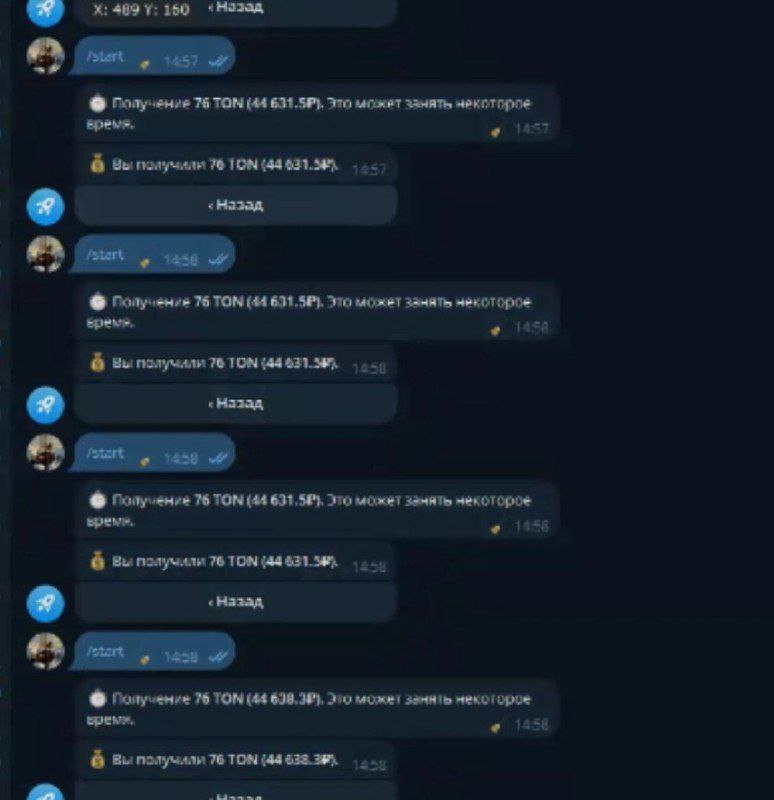 X: 489 Y: 160
‹ Назад
/start 14:57
Получение 76 TON (44 631.5₽). Это может занять некоторое
время. 14:57
Вы получили 76 TON (44 631.5₽). 14:57
‹ Назад
/start 14:58
Получение 76 TON (44 631.5₽). Это может занять некоторое
время. 14:58
Вы получили 76 TON (44 631.5₽). 14:58
‹ Назад
/start 14:58
Получение 76 TON (44 631.5₽). Это может занять некоторое
время. 14:58
Вы получили 76 TON (44 631.5₽). 14:58
‹ Назад
/start 14:58
Получение 76 TON (44 638.3₽). Это может занять некоторое
время. 14:58
Вы получили 76 TON (44 638.3₽). 14:58
‹ Назад